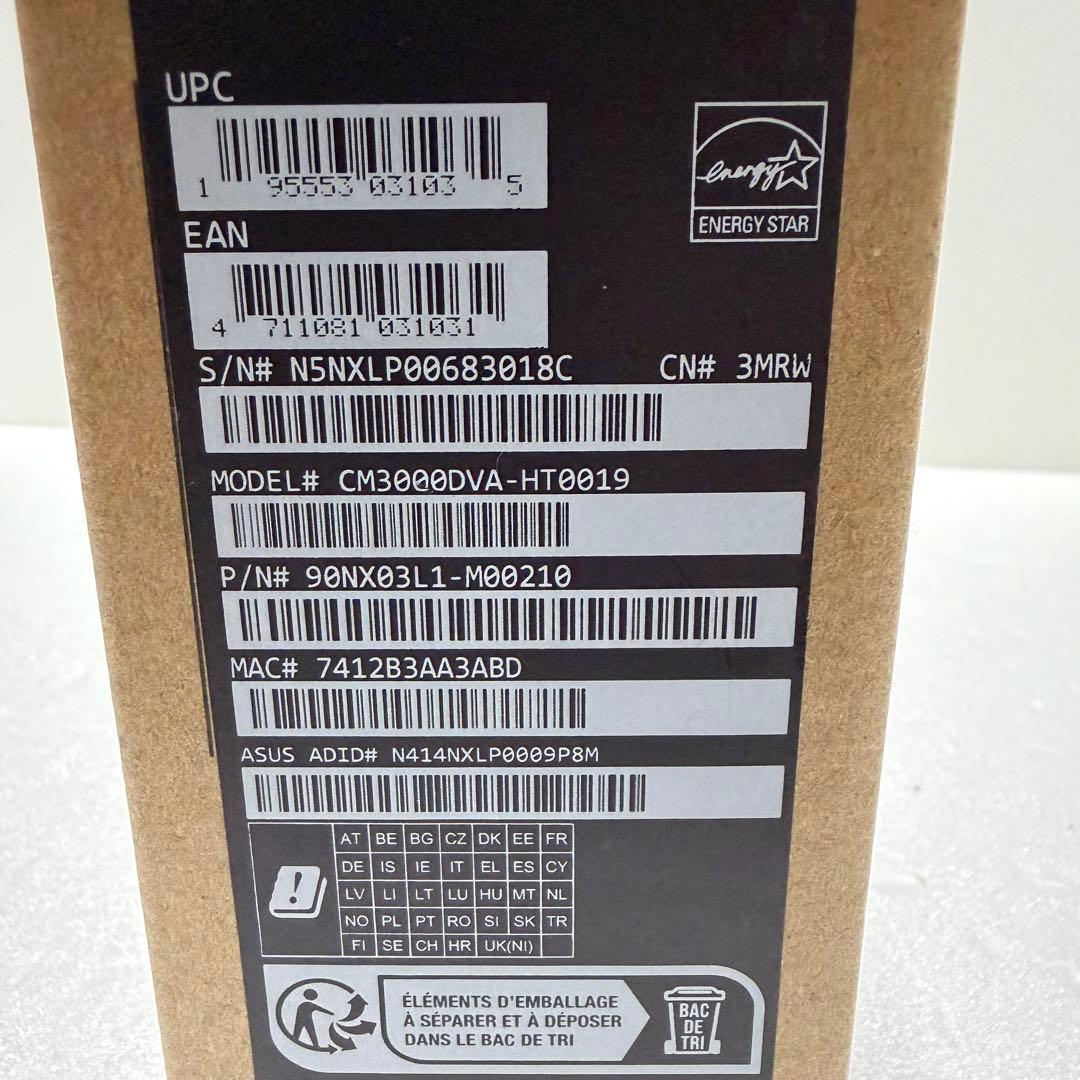 UPC
1 95553 03103 5
energy
ENERGY STAR
EAN
4 711081 031031
S/N# N5NXLP00683018C CN# 3MRW
MODEL# CM3000DVA-HT0019
P/N# 90NX03L1-M00210
MAC# 7412B3AA3ABD
ASUS ADID# N414NXLP0009P8M
AT BE BG CZ DK EE FR
DE IS IE IT EL ES CY
LV LI LT LU HU MT NL
NO PL PT RO SI SK TR
FI SE CH HR UK(NI)
ÉLÉMENTS D'EMBALLAGE
À SÉPARER ET À DÉPOSER
DANS LE BAC DE TRI
BAC
DE
TRI